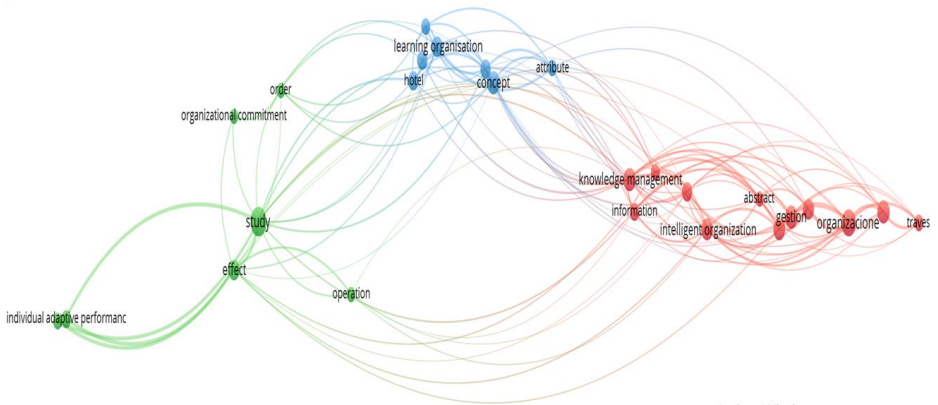 learning organisation
hotel
concept
attribute
order
organizational commitment
knowledge management
information
abstract
gestion
organizacione
traves
intelligent organization
study
effect
operation
individual adaptive performanc